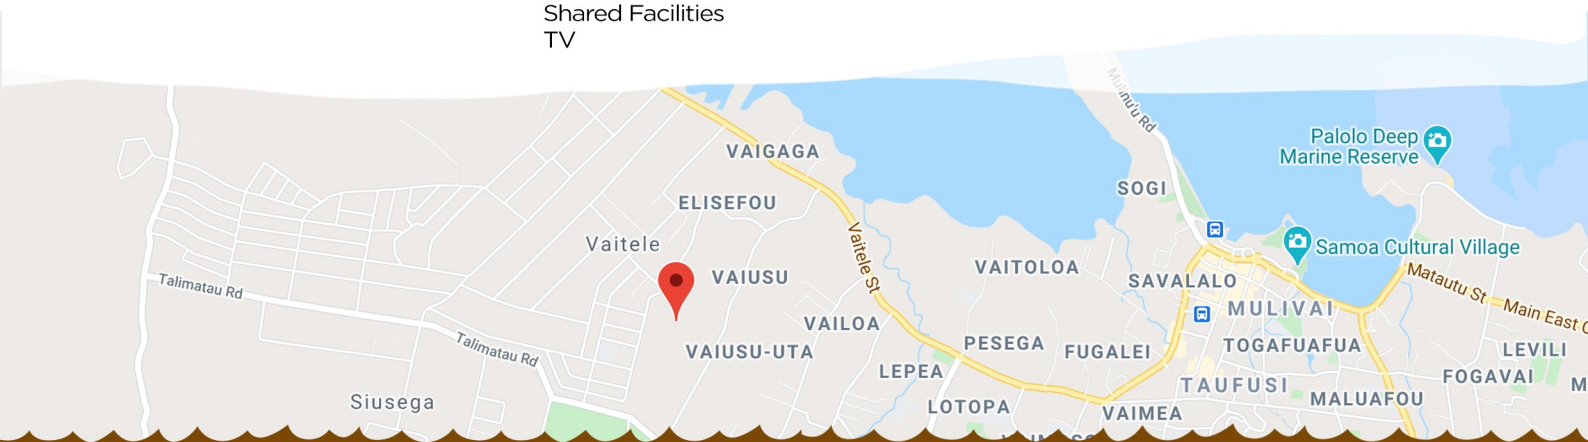 Shared Facilities
TV
Mulinu'u Rd
Palolo Deep
Marine Reserve
VAIGAGA
SOGI
ELISEFOU
Vaitele
Vaitele St
Samoa Cultural Village
VAITOLOA
VAIUSU
SAVALALO
Talimatau Rd
Matautu St
Main East C
MULIVAI
VAILOA
PESEGA
TOGAFUAFUA
Talimatau Rd
VAIUSU-UTA
FUGALEI
LEVILI
LEPEA
FOGAVAI
TAUFUSI
M
Siusega
MALUAFOU
LOTOPA
VAIMEA